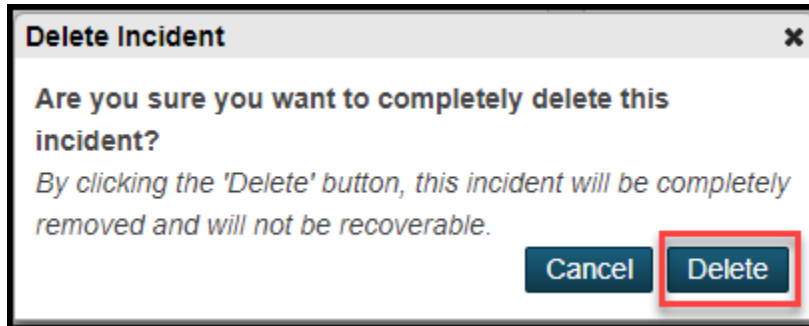 Delete Incident
Are you sure you want to completely delete this
incident?
By clicking the 'Delete' button, this incident will be completely
removed and will not be recoverable.
Cancel Delete